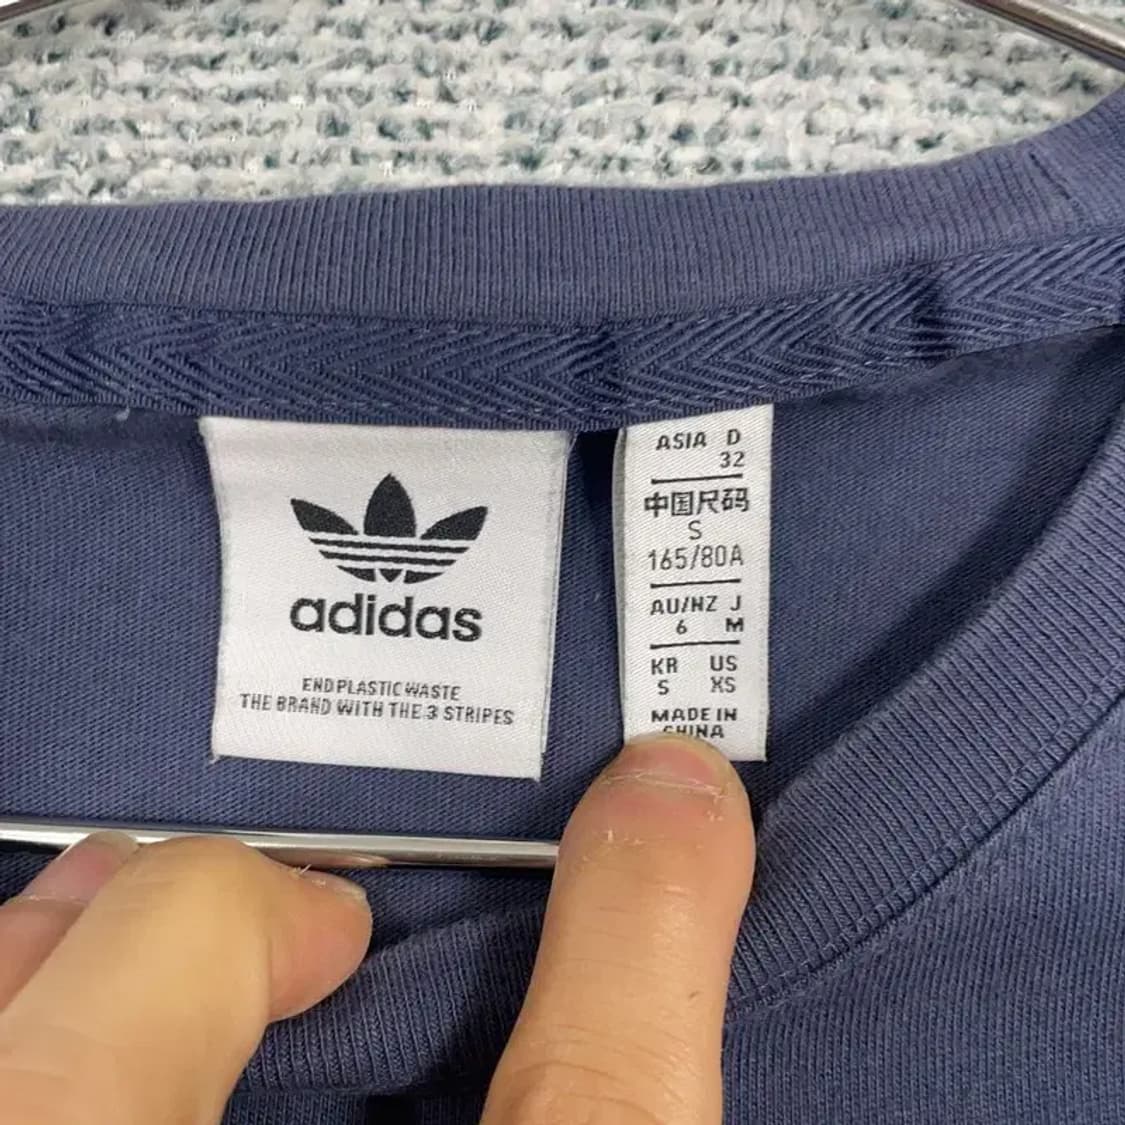 adidas
END PLASTIC WASTE
THE BRAND WITH THE 3 STRIPES
ASIA D
32
中国尺码
S
165/80A
AU/NZ J
6 M
KR US
S XS
MADE IN
CHINA